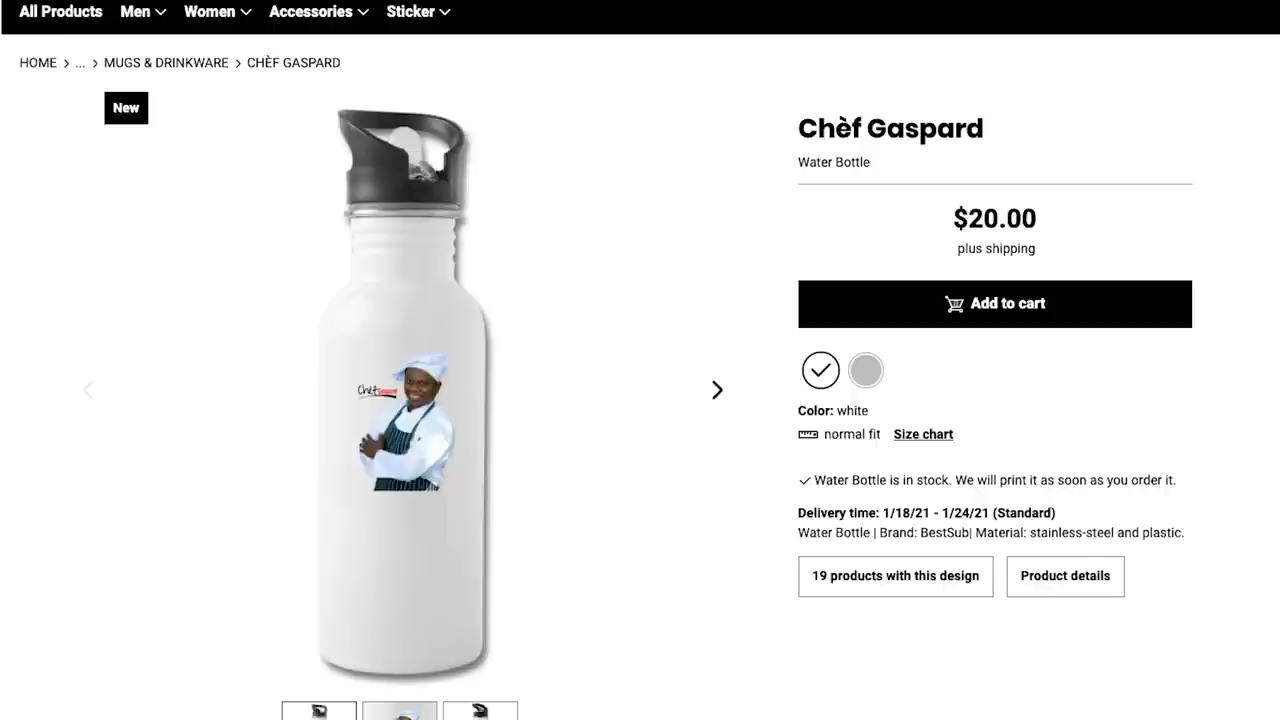 All Products Men Women Accessories Sticker
HOME > ... > MUGS & DRINKWARE > CHÈF GASPARD
New
Chèf Gaspard
Water Bottle
$20.00
plus shipping
Add to cart
Chèf
Color: white
normal fit Size chart
Water Bottle is in stock. We will print it as soon as you order it.
Delivery time: 1/18/21 - 1/24/21 (Standard)
Water Bottle | Brand: BestSub| Material: stainless-steel and plastic.
19 products with this design
Product details